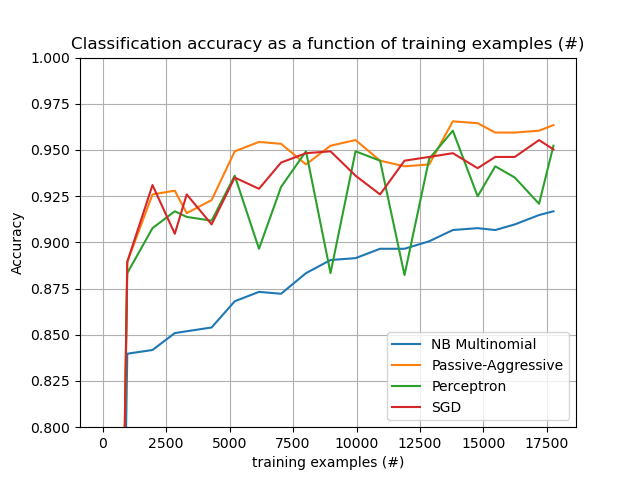 Classification accuracy as a function of training examples (#)
1.000
0.975
0.950
0.925
0.900
0.875
0.850
0.825
0.800
Accuracy
NB Multinomial
Passive-Aggressive
Perceptron
SGD
0 2500 5000 7500 10000 12500 15000 17500
training examples (#)